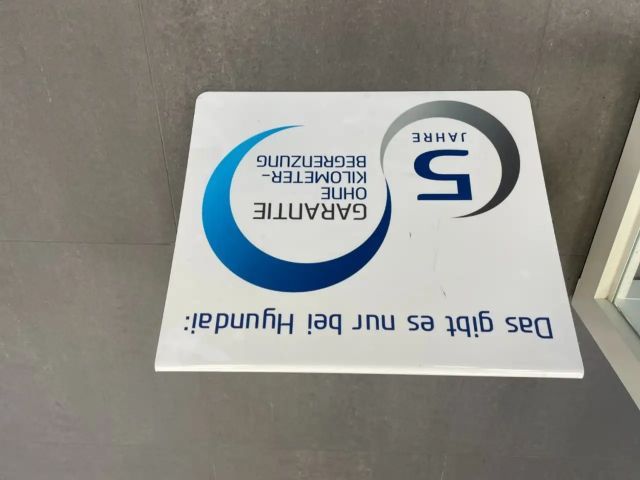 Das gibt es nur bei Hyundai:
5
JAHRE
GARANTIE
OHNE
KILOMETER-
BEGRENZUNG